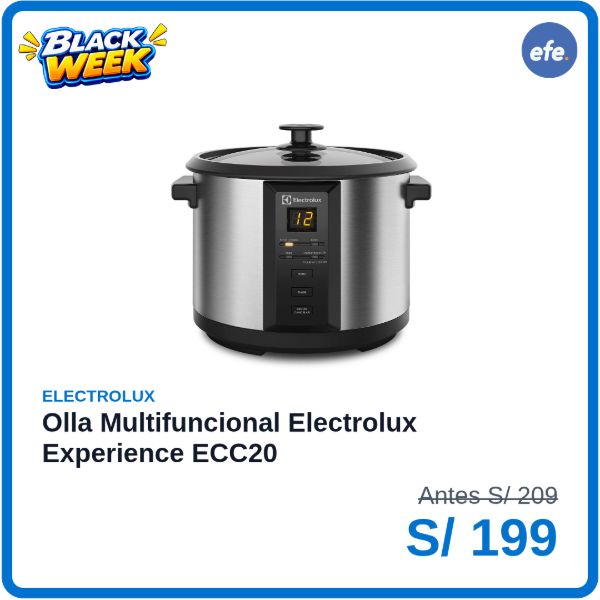 BLACK
WEEK
efe.
Electrolux
12
ELECTROLUX
Olla Multifuncional Electrolux
Experience ECC20
Antes S/ 209
S/ 199